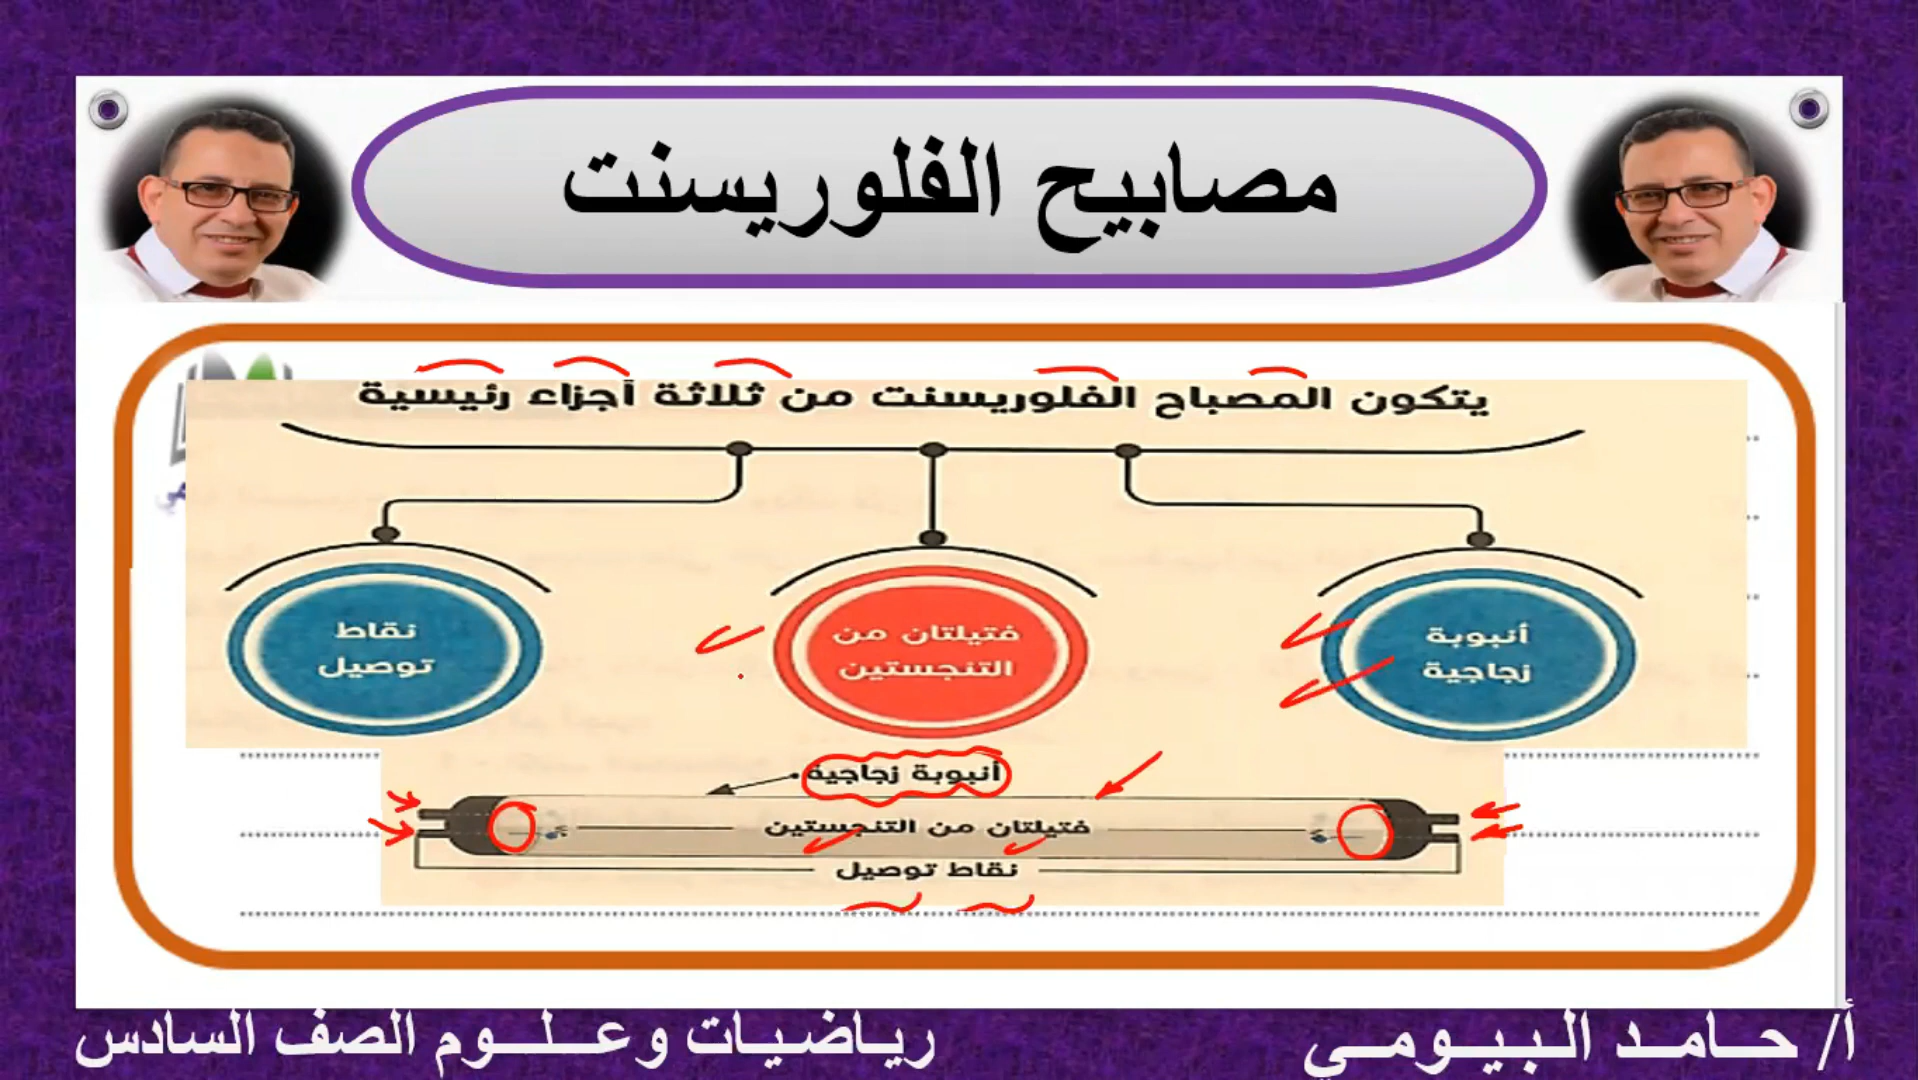 مصابيح الفلوريسنت
يتكون المصباح الفلوريسنت من ثلاثة أجزاء رئيسية
أنبوبة
زجاجية
فتيلتان من
التنجستين
نقاط
توصيل
أنبوبة زجاجية
فتيلتان من التنجستين
نقاط توصيل
أ/ حامد البيومي
رياضيات وعلوم الصف السادس